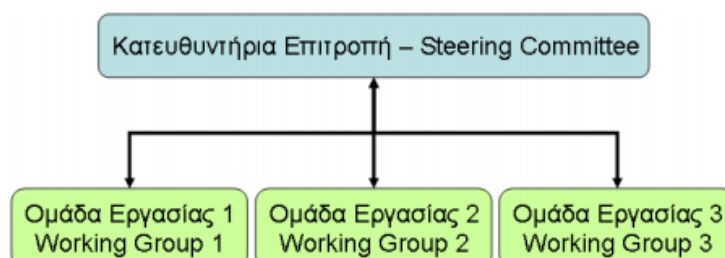 Κατευθυντήρια Επιτροπή – Steering Committee
Ομάδα Εργασίας 1
Working Group 1
Ομάδα Εργασίας 2
Working Group 2
Ομάδα Εργασίας 3
Working Group 3